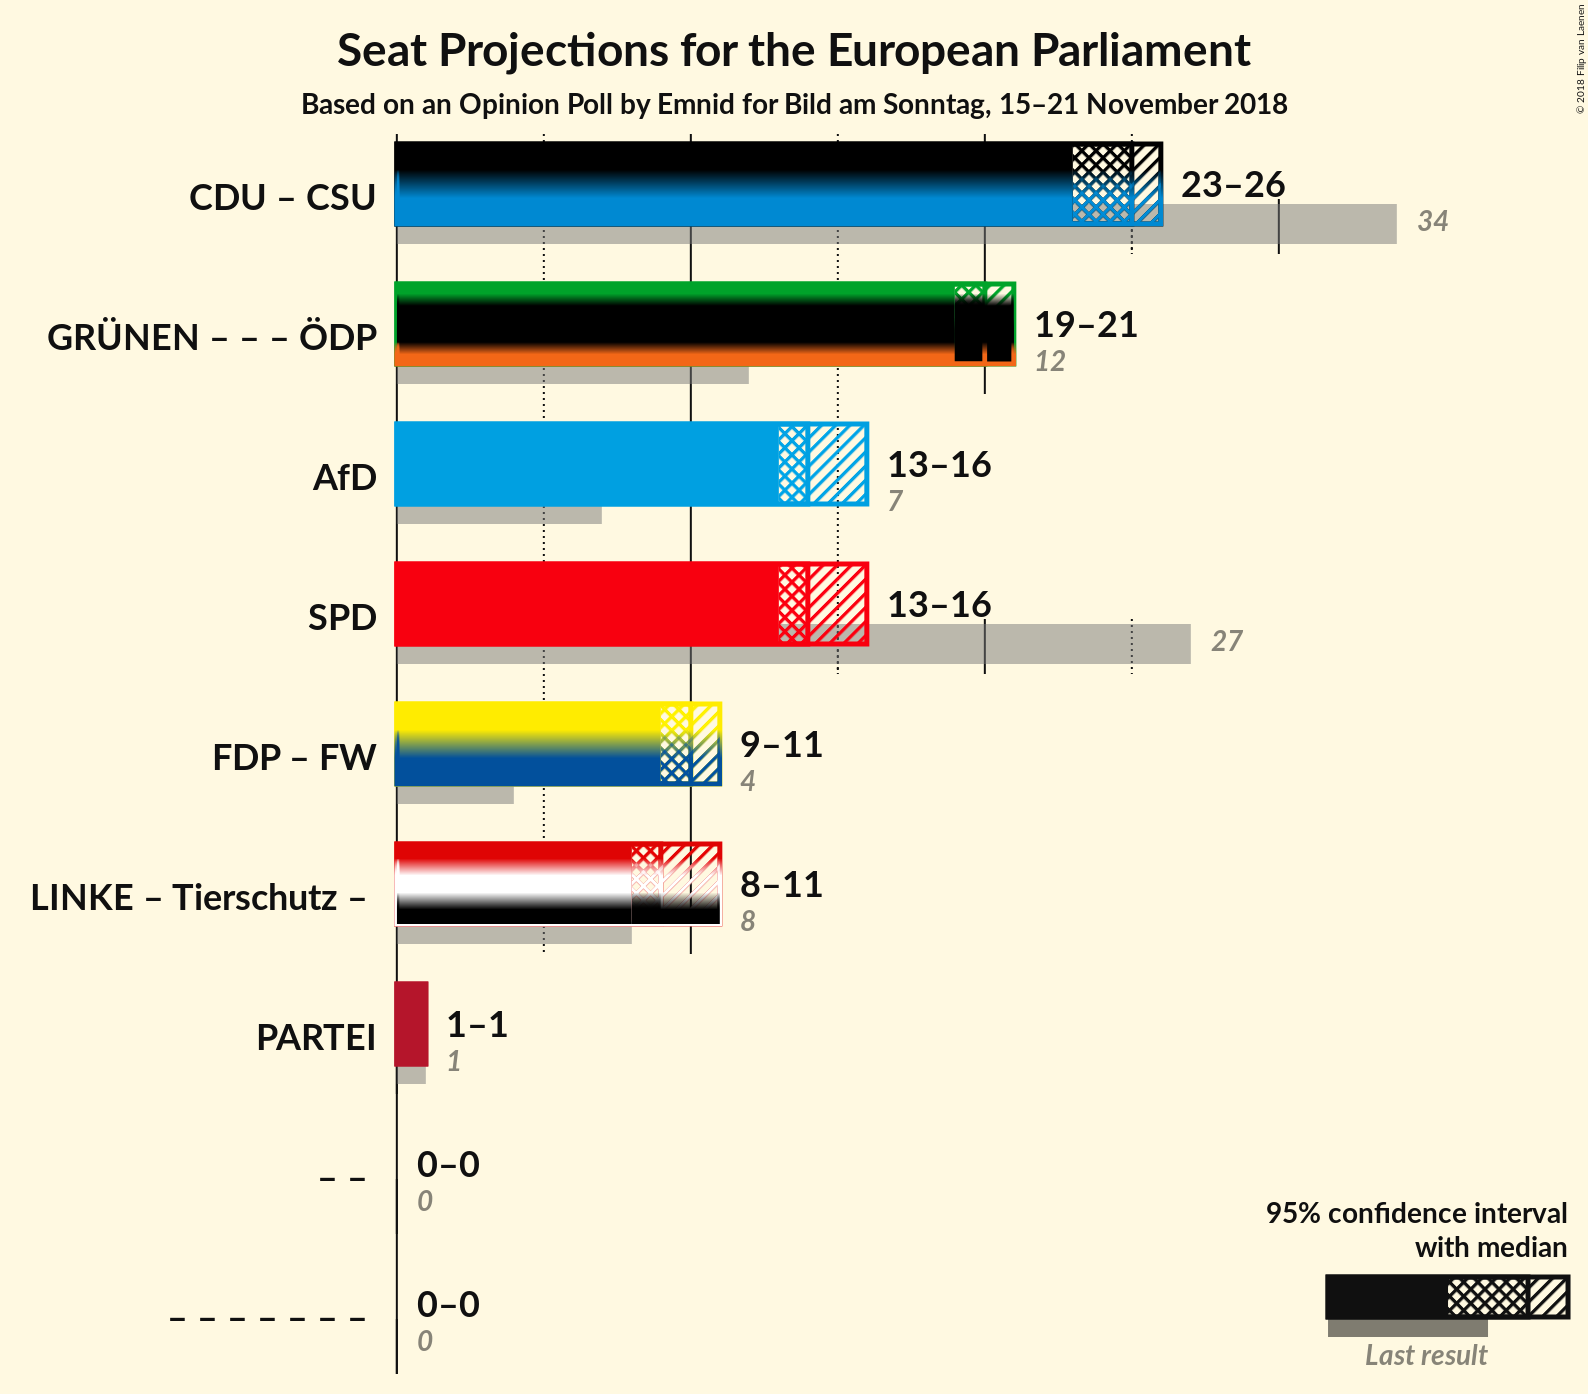 Seat Projections for the European Parliament
Based on an Opinion Poll by Emnid for Bild am Sonntag, 15–21 November 2018
© 2018 Filip van Laenen
CDU – CSU
23–26
34
GRÜNEN – – – ÖDP
19–21
12
AfD
13–16
7
SPD
13–16
27
FDP – FW
9–11
4
LINKE – Tierschutz –
8–11
8
PARTEI
1–1
1
– –
0–0
0
– – – – – – –
0–0
0
95% confidence interval
with median
Last result